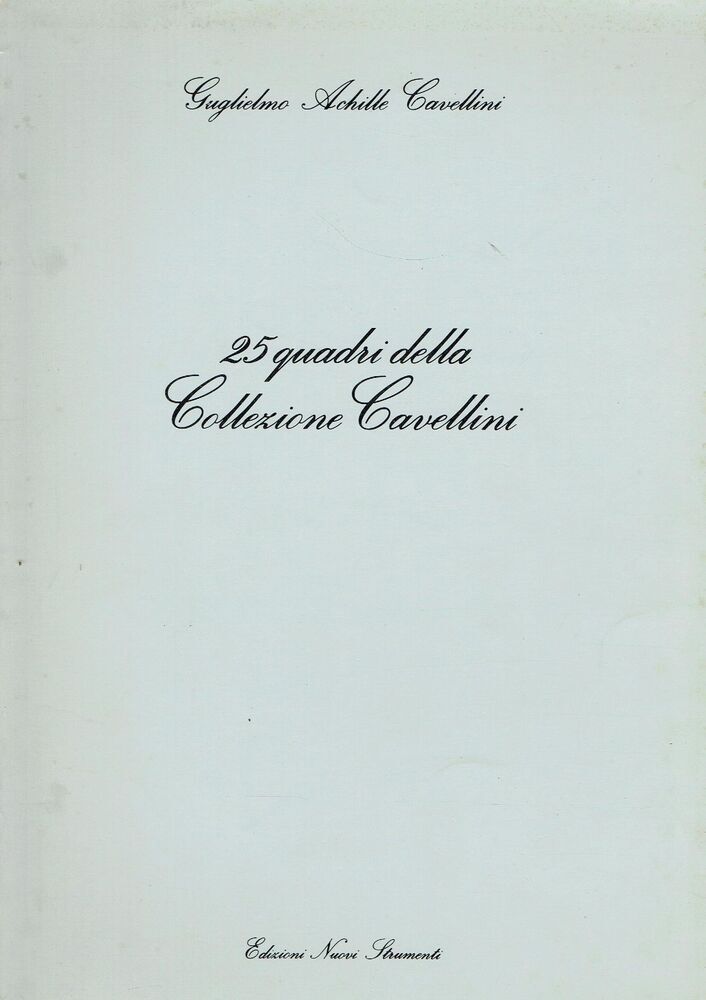 Guglielmo Achille Cavellini
25 quadri della
Collezione Cavellini
Edizioni Nuovi Strumenti